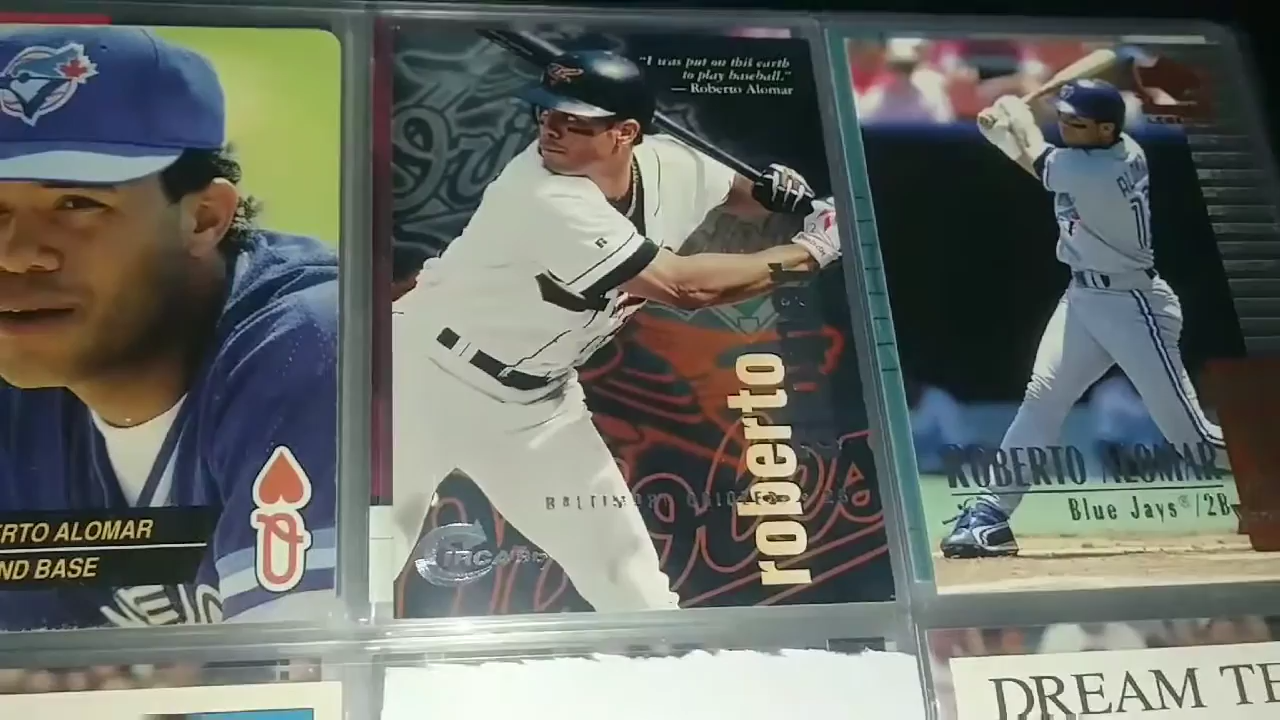 ERTO ALOMAR
ND BASE
Q
"I was put on this earth
to play baseball."
— Roberto Alomar
roberto
BALTIMORE ORIOLES
CIRCA
ROBERTO ALOMAR
Blue Jays®/2B
DREAM TE